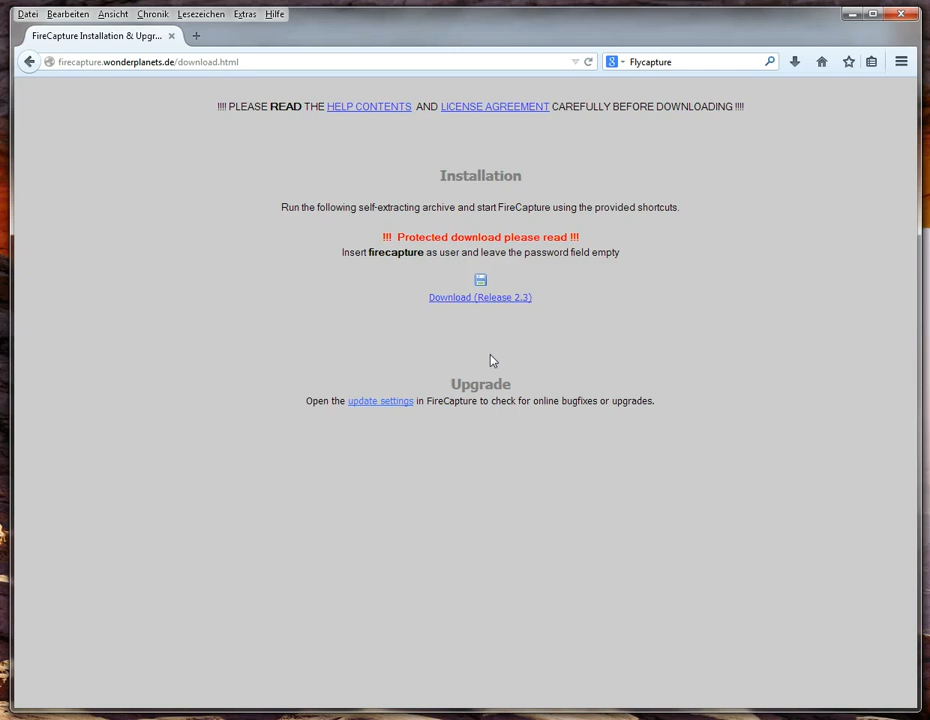 Datei Bearbeiten Ansicht Chronik Lesezeichen Extras Hilfe
FireCapture Installation & Upgr...
firecapture.wonderplanets.de/download.html
Flycapture
!!!! PLEASE READ THE HELP CONTENTS AND LICENSE AGREEMENT CAREFULLY BEFORE DOWNLOADING !!!!
Installation
Run the following self-extracting archive and start FireCapture using the provided shortcuts.
!!! Protected download please read !!!
Insert firecapture as user and leave the password field empty
Download (Release 2.3)
Upgrade
Open the update settings in FireCapture to check for online bugfixes or upgrades.